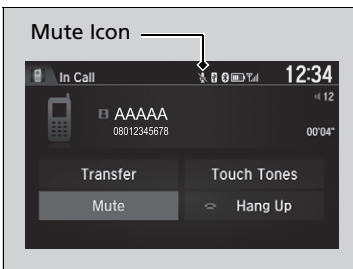 Mute Icon
In Call
12:34
12
AAAAA
08012345678
00'04"
Transfer
Touch Tones
Mute
Hang Up